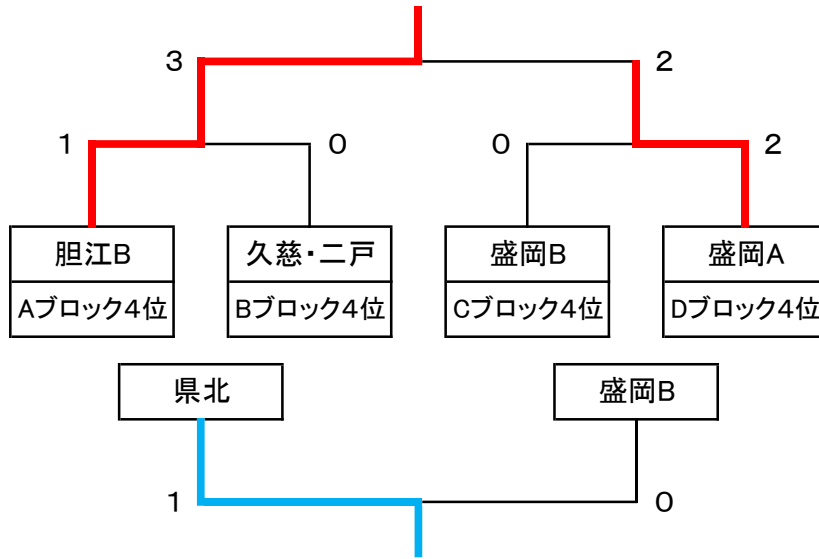 3 2
1 0 0 2
胆江B 久慈・二戸 盛岡B 盛岡A
Aブロック4位 Bブロック4位 Cブロック4位 Dブロック4位
県北 盛岡B
1 0